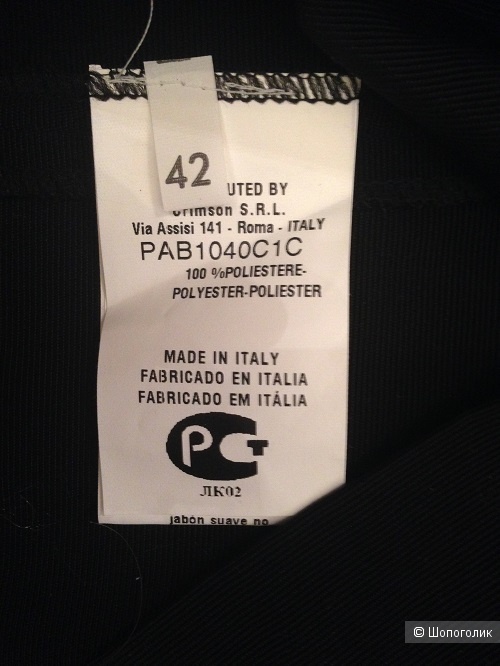 42
UTED BY
Crimson S.R.L.
Via Assisi 141 - Roma - ITALY
PAB1040C1C
100 %POLIESTERE-
POLYESTER-POLIESTER
MADE IN ITALY
FABRICADO EN ITALIA
FABRICADO EM ITÁLIA
РСТ
ЛК02
jabón suave no
© Шопоголик